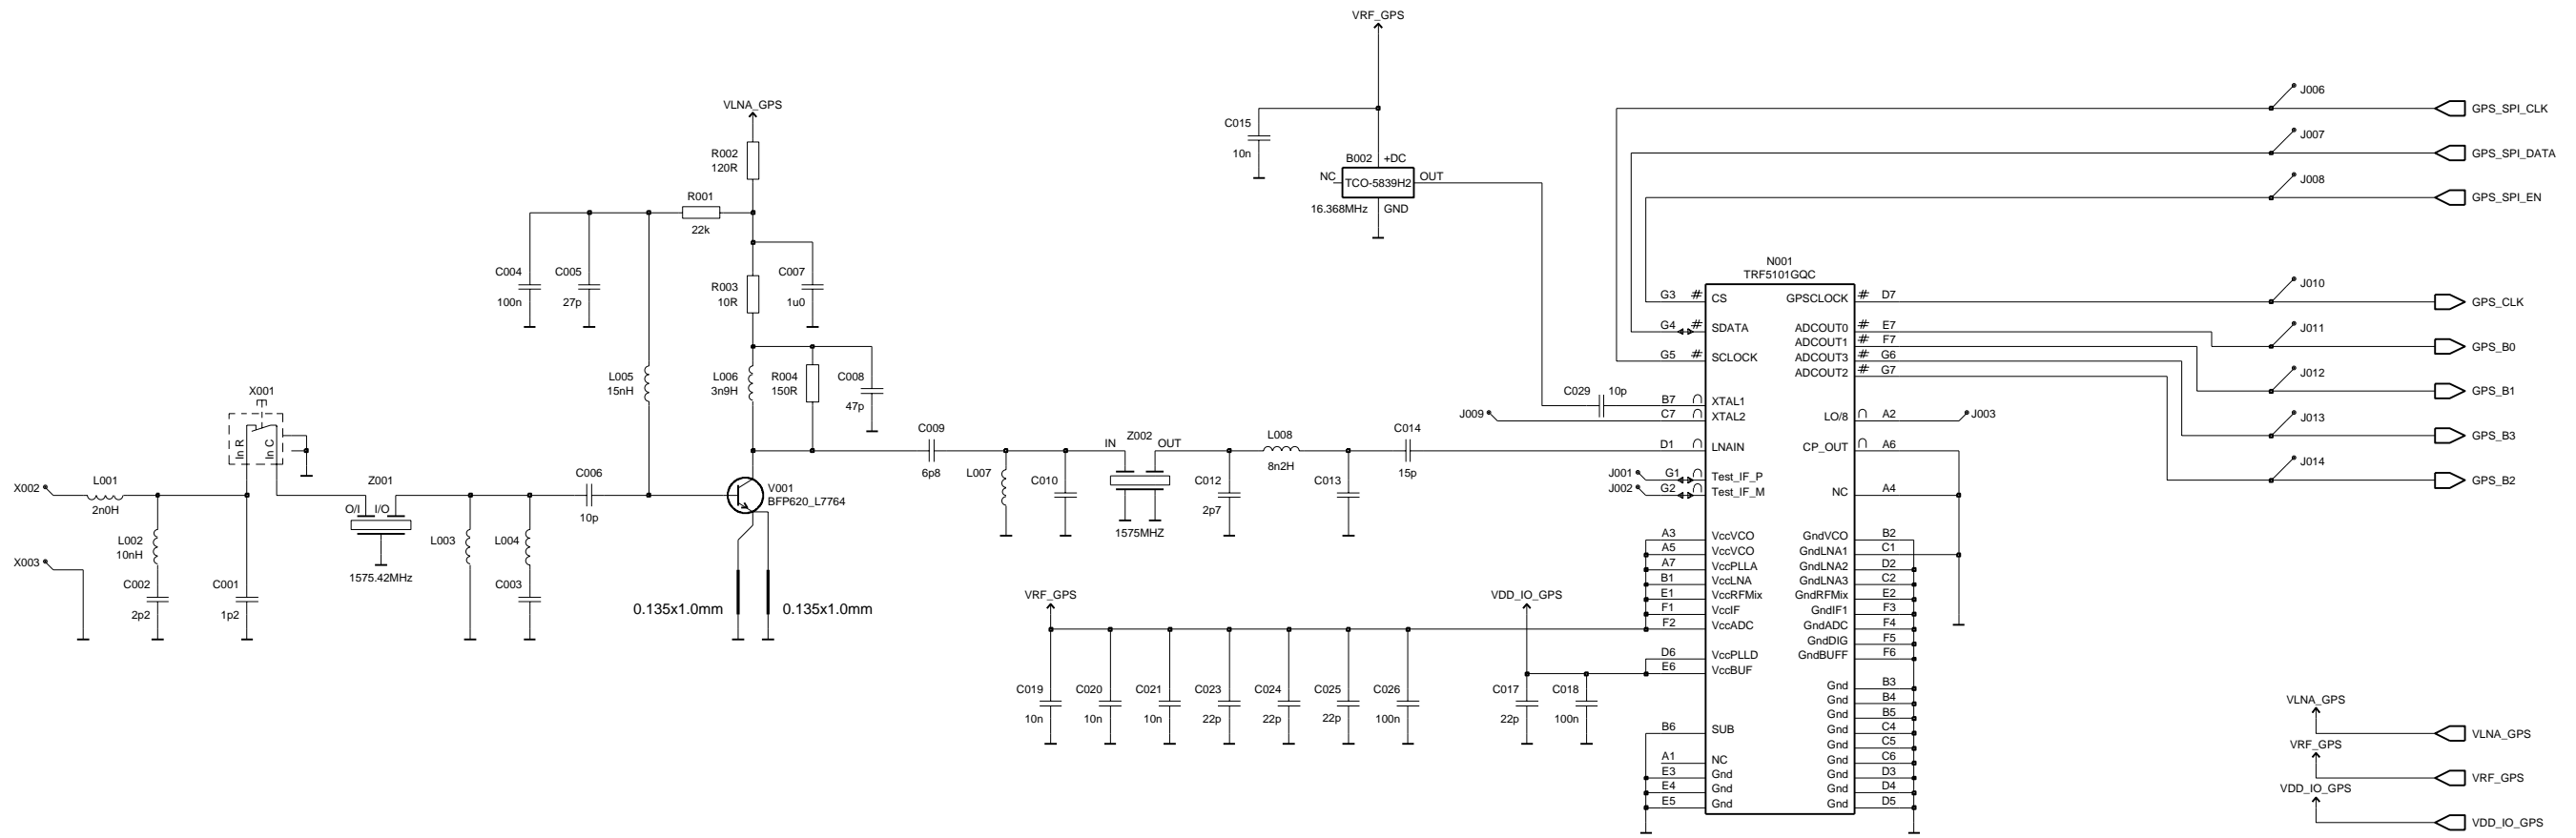 VRF_GPS
J006
GPS_SPI_CLK
VLNA_GPS
C015
10n
J007
GPS_SPI_DATA
R002
120R
B002
+DC
NC
TCO-5839H2
OUT
J008
GPS_SPI_EN
R001
22k
16.368MHz
GND
C004
100n
C005
27p
R003
10R
C007
1u0
N001
TRF5101GQC
G3 # CS
GPSCLOCK # D7
J010
GPS_CLK
G4 # SDATA
ADCOUT0 # E7
ADCOUT1 # F7
J011
GPS_B0
G5 # SCLOCK
ADCOUT3 # G6
ADCOUT2 # G7
J012
GPS_B1
L005
15nH
L006
3n9H
R004
150R
C008
47p
X001
In R
In C
C029
10p
B7 XTAL1
J009
C7 XTAL2
LO/8 A2
J003
J013
GPS_B3
C009
6p8
L007
C010
IN
Z002
OUT
1575MHZ
C012
2p7
L008
8n2H
C013
C014
15p
D1 LNAIN
CP_OUT A6
J014
GPS_B2
J001
G1 Test_IF_P
J002
G2 Test_IF_M
NC A4
X002
L001
2n0H
Z001
O/I
I/O
1575.42MHz
C006
10p
V001
BFP620_L7764
X003
L002
10nH
C002
2p2
C001
1p2
L003
L004
C003
0.135x1.0mm
0.135x1.0mm
A3 VccVCO
GndVCO B2
A5 VccVCO
GndLNA1 C1
A7 VccPLLA
GndLNA2 D2
B1 VccLNA
GndLNA3 C2
E1 VccRFMix
GndRFMix E2
F1 VccIF
GndIF1 F3
F2 VccADC
GndADC F4
GndDIG F5
D6 VccPLLD
GndBUFF F6
E6 VccBUF
VRF_GPS
VDD_IO_GPS
C019
10n
C020
10n
C021
10n
C023
22p
C024
22p
C025
22p
C026
100n
C017
22p
C018
100n
Gnd B3
Gnd B4
Gnd B5
B6 SUB
Gnd C4
Gnd C5
A1 NC
Gnd C6
E3 Gnd
Gnd D3
E4 Gnd
Gnd D4
E5 Gnd
Gnd D5
VLNA_GPS
VLNA_GPS
VRF_GPS
VRF_GPS
VDD_IO_GPS
VDD_IO_GPS